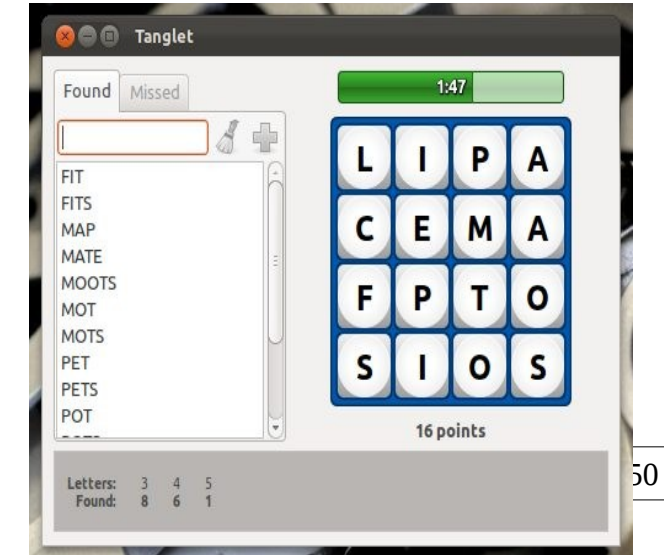 Tanglet
Found Missed
1:47
FIT
FITS
MAP
MATE
MOOTS
MOT
MOTS
PET
PETS
POT
L I P A
C E M A
F P T O
S I O S
16 points
Letters: 3 4 5
Found: 8 6 1
50